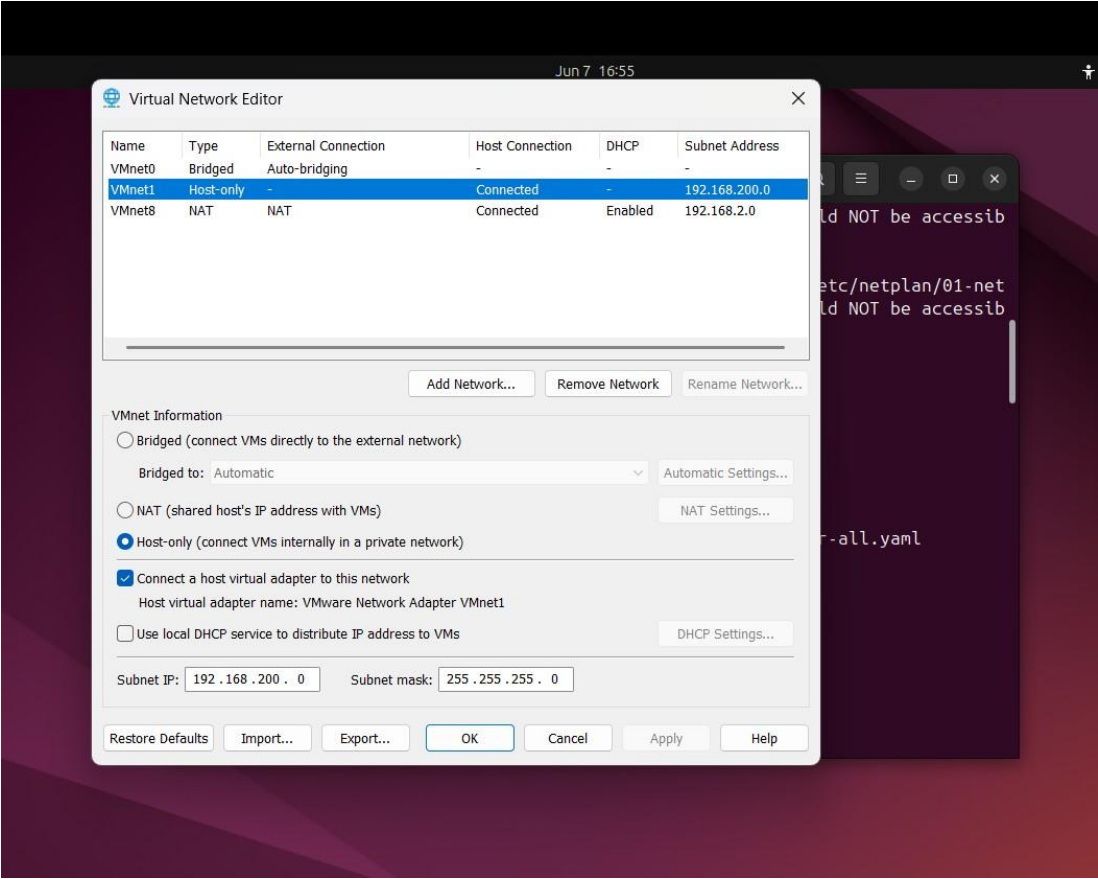 Jun 7 16:55
Virtual Network Editor
Name Type External Connection Host Connection DHCP Subnet Address
VMnet0 Bridged Auto-bridging - - -
VMnet1 Host-only - Connected - 192.168.200.0
VMnet8 NAT NAT Connected Enabled 192.168.2.0
ld NOT be accessib
etc/netplan/01-net
ld NOT be accessib
Add Network... Remove Network Rename Network...
VMnet Information
Bridged (connect VMs directly to the external network)
Bridged to: Automatic Automatic Settings...
NAT (shared host's IP address with VMs) NAT Settings...
Host-only (connect VMs internally in a private network)
r-all.yaml
Connect a host virtual adapter to this network
Host virtual adapter name: VMware Network Adapter VMnet1
Use local DHCP service to distribute IP address to VMs DHCP Settings...
Subnet IP: 192.168.200.0 Subnet mask: 255.255.255.0
Restore Defaults Import... Export... OK Cancel Apply Help